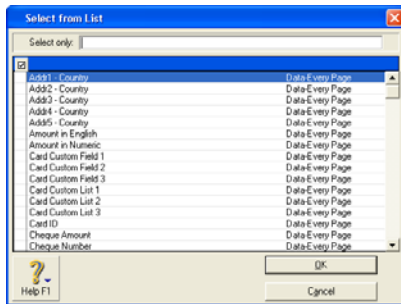 Select from List
Select only:
Addr1 - Country Data-Every Page
Addr2 - Country Data-Every Page
Addr3 - Country Data-Every Page
Addr4 - Country Data-Every Page
Addr5 - Country Data-Every Page
Amount in English Data-Every Page
Amount in Numeric Data-Every Page
Card Custom Field 1 Data-Every Page
Card Custom Field 2 Data-Every Page
Card Custom Field 3 Data-Every Page
Card Custom List 1 Data-Every Page
Card Custom List 2 Data-Every Page
Card Custom List 3 Data-Every Page
Card ID Data-Every Page
Cheque Amount Data-Every Page
Cheque Number Data-Every Page
OK
Help F1
Cancel